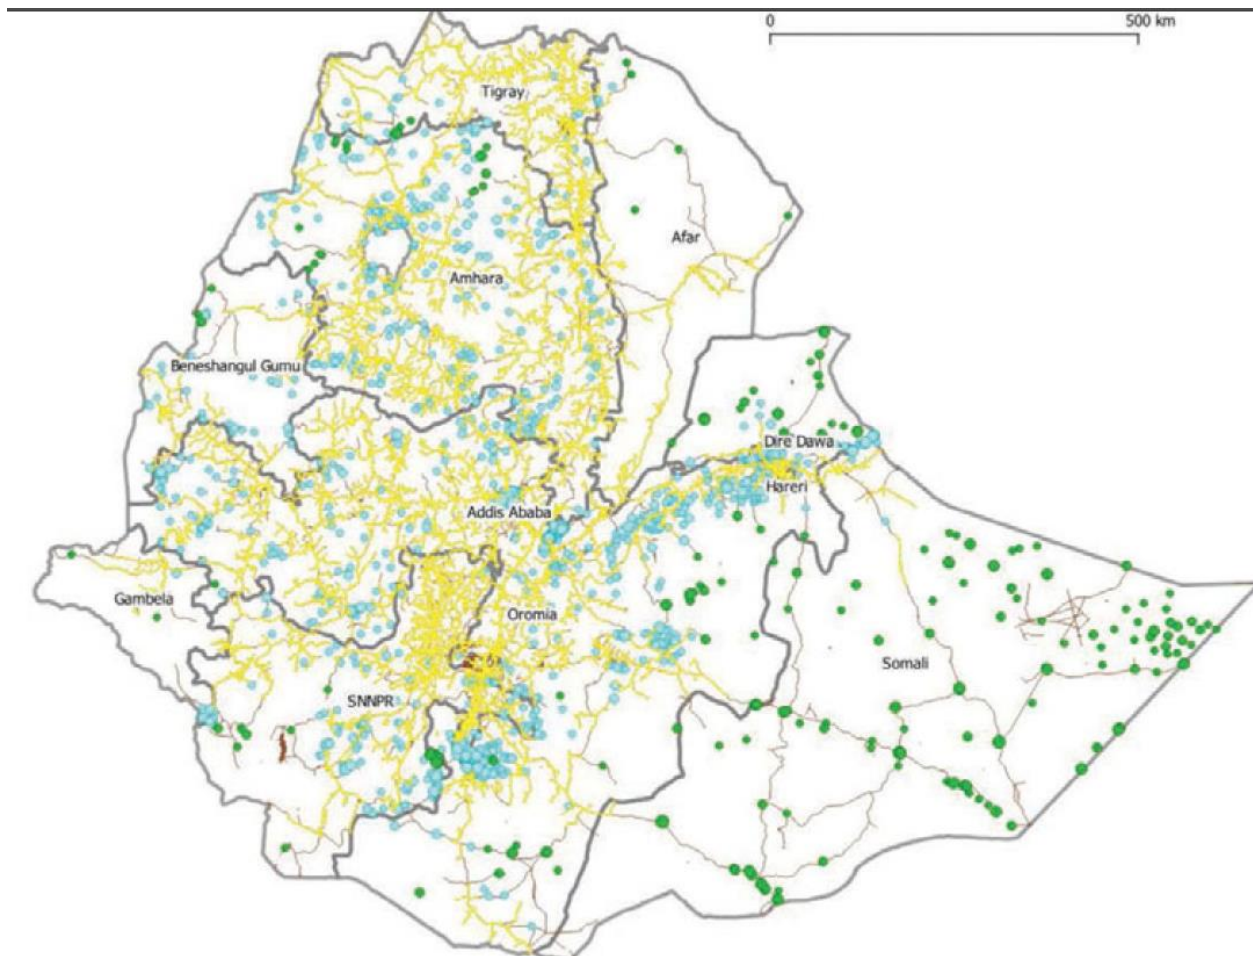 0 500 km
Tigray
Afar
Amhara
Beneshangul Gumu
Dire Dawa
Hareri
Addis Ababa
Gambela
Oromia
Somali
SNNPR